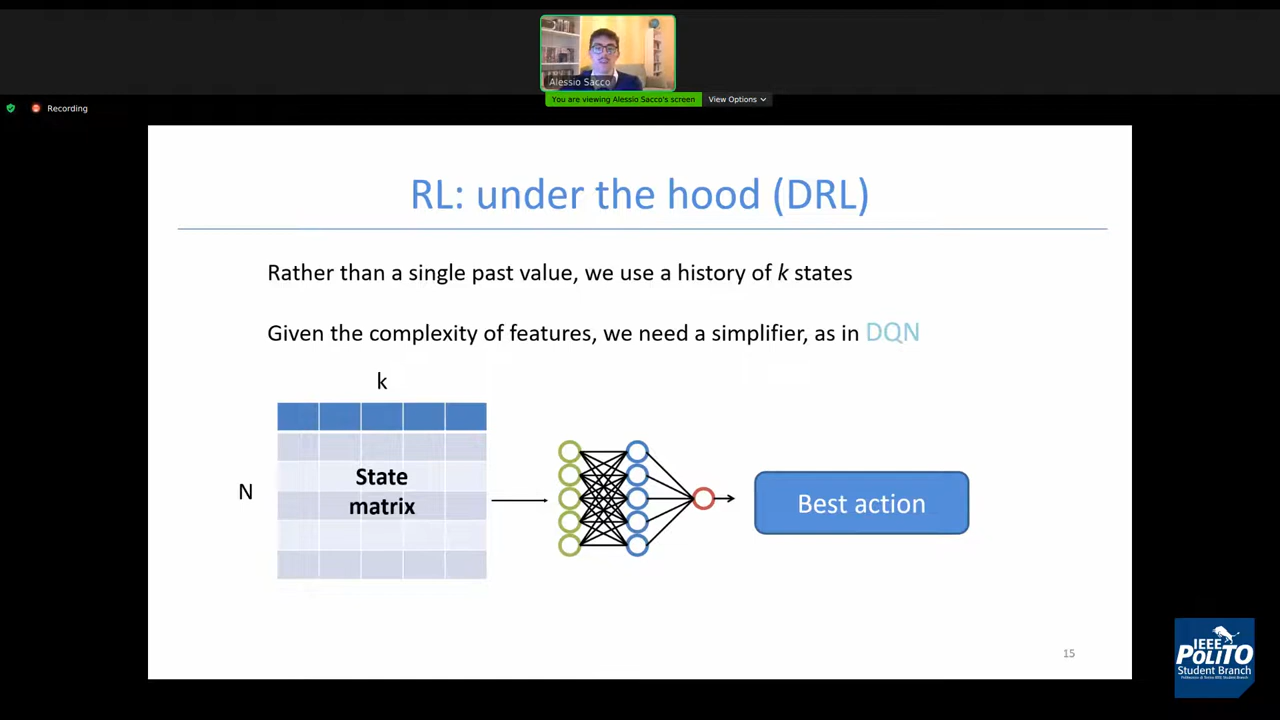 Alessio Sacco
You are viewing Alessio Sacco's screen
View Options
Recording
RL: under the hood (DRL)
Rather than a single past value, we use a history of k states
Given the complexity of features, we need a simplifier, as in DQN
k
N
State
matrix
Best action
15
IEEE
POLITO
Student Branch